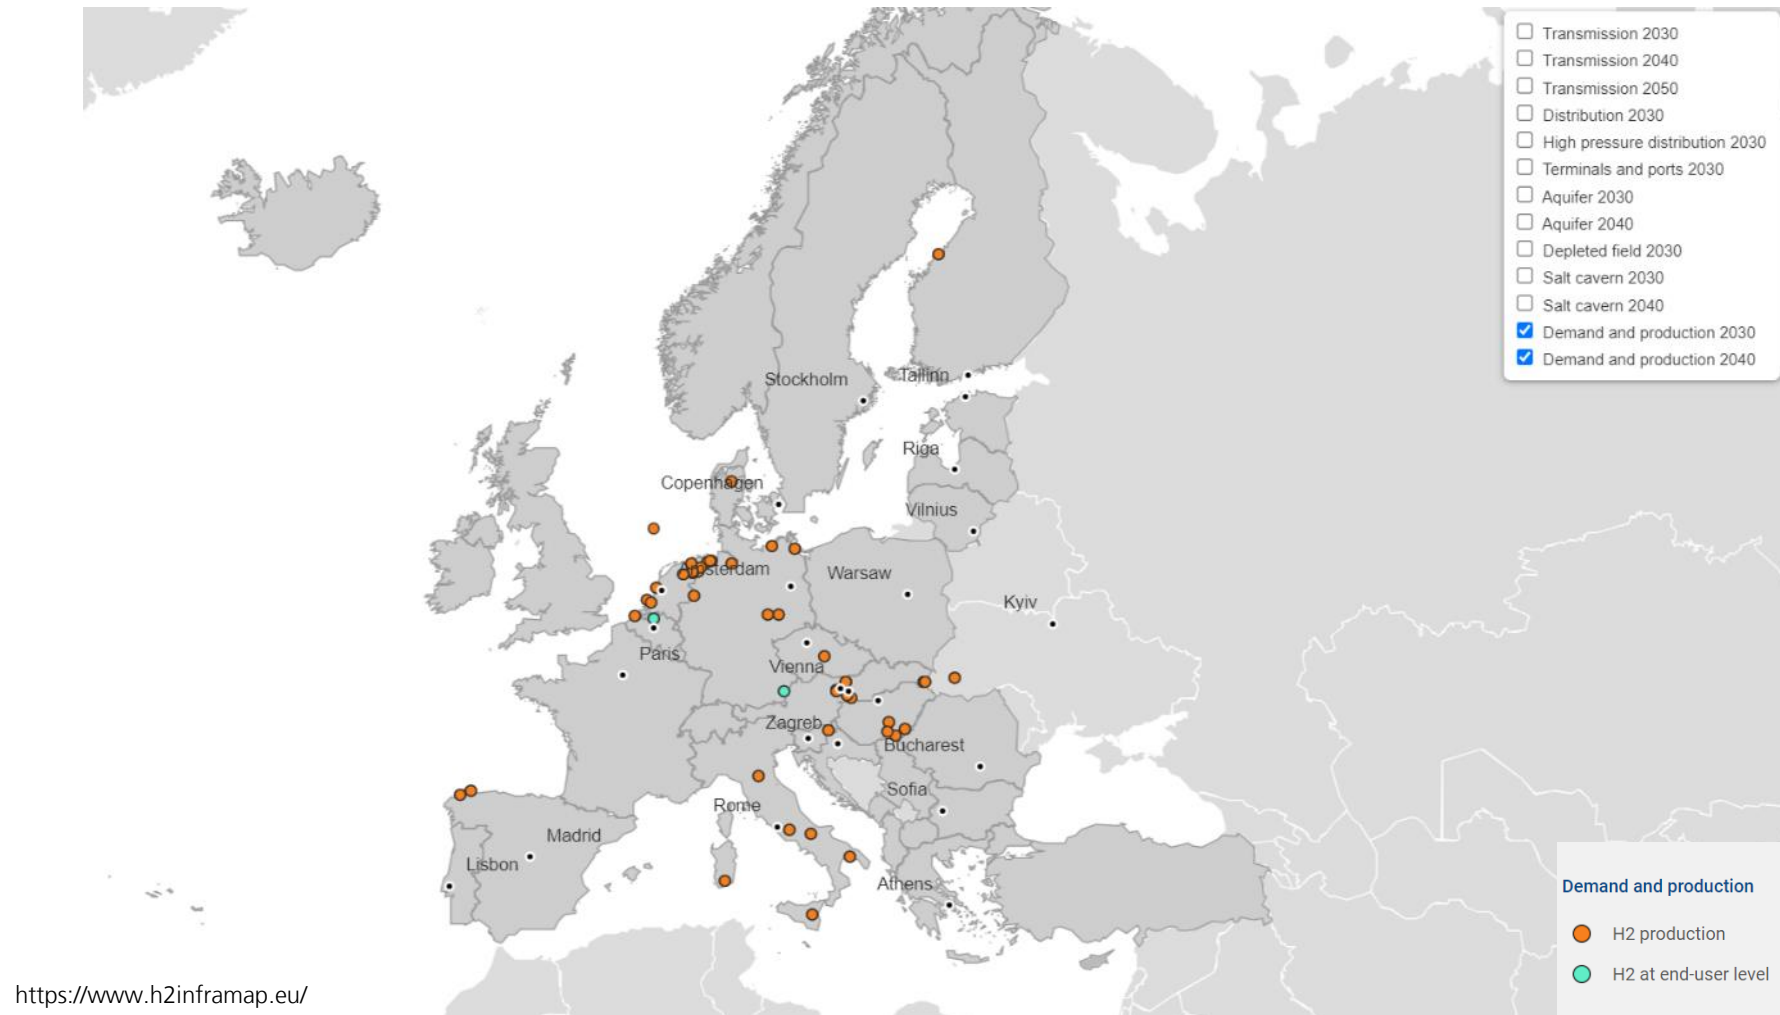 Transmission 2030
Transmission 2040
Transmission 2050
Distribution 2030
High pressure distribution 2030
Terminals and ports 2030
Aquifer 2030
Aquifer 2040
Depleted field 2030
Salt cavern 2030
Salt cavern 2040
Demand and production 2030
Demand and production 2040
Stockholm
Tallinn
Riga
Copenhagen
Vilnius
Amsterdam
Warsaw
Kyiv
Paris
Vienna
Zagreb
Bucharest
Sofia
Rome
Madrid
Lisbon
Athens
Demand and production
H2 production
H2 at end-user level
https://www.h2inframap.eu/